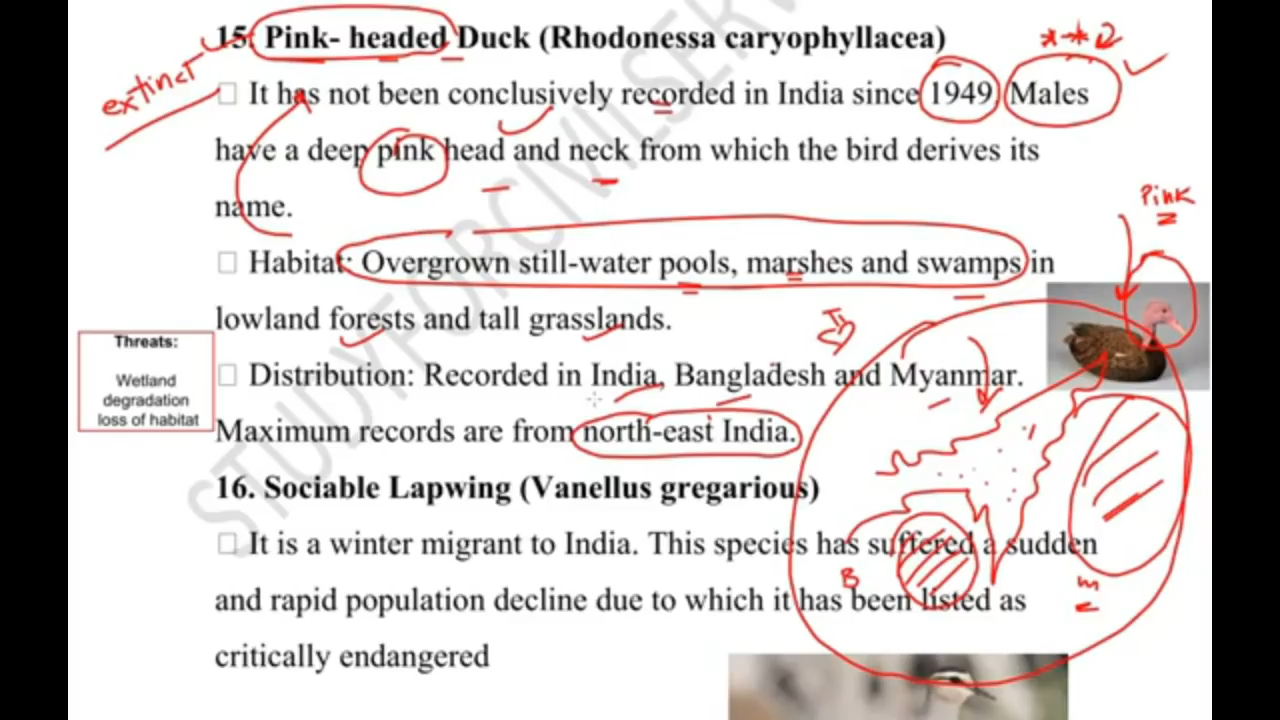 15. Pink- headed Duck (Rhodonessa caryophyllacea)
extinct
□ It has not been conclusively recorded in India since 1949 Males
have a deep pink head and neck from which the bird derives its
name.
Pink
□ Habitat: Overgrown still-water pools, marshes and swamps in
lowland forests and tall grasslands.
Threats:
Wetland
degradation
loss of habitat
□ Distribution: Recorded in India, Bangladesh and Myanmar.
Maximum records are from north-east India.
16. Sociable Lapwing (Vanellus gregarious)
□ It is a winter migrant to India. This species has suffered a sudden
B
m
and rapid population decline due to which it has been listed as
critically endangered
STUDYFORCIVILSERV